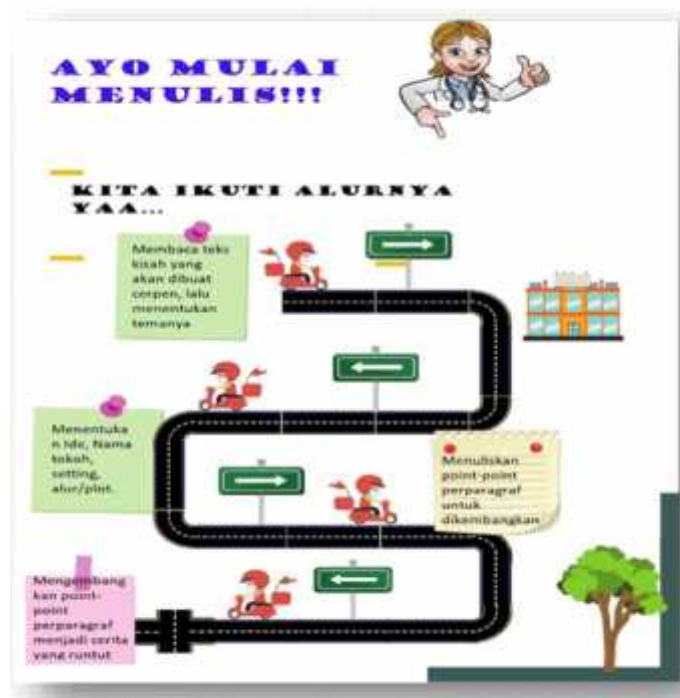 AYO MULAI
MENULIS!!!
KITA IKUTI ALURNYA
YAA...
Membaca teks
kisah yang
akan dibuat
cerpen, lalu
menentukan
temanya
Menentuka
n Ide, Nama
tokoh,
setting,
alur/plot.
Menuliskan
point-point
perparagraf
untuk
dikembangkan
Mengembang
kan point-
point
perparagraf
menjadi cerita
yang runtut